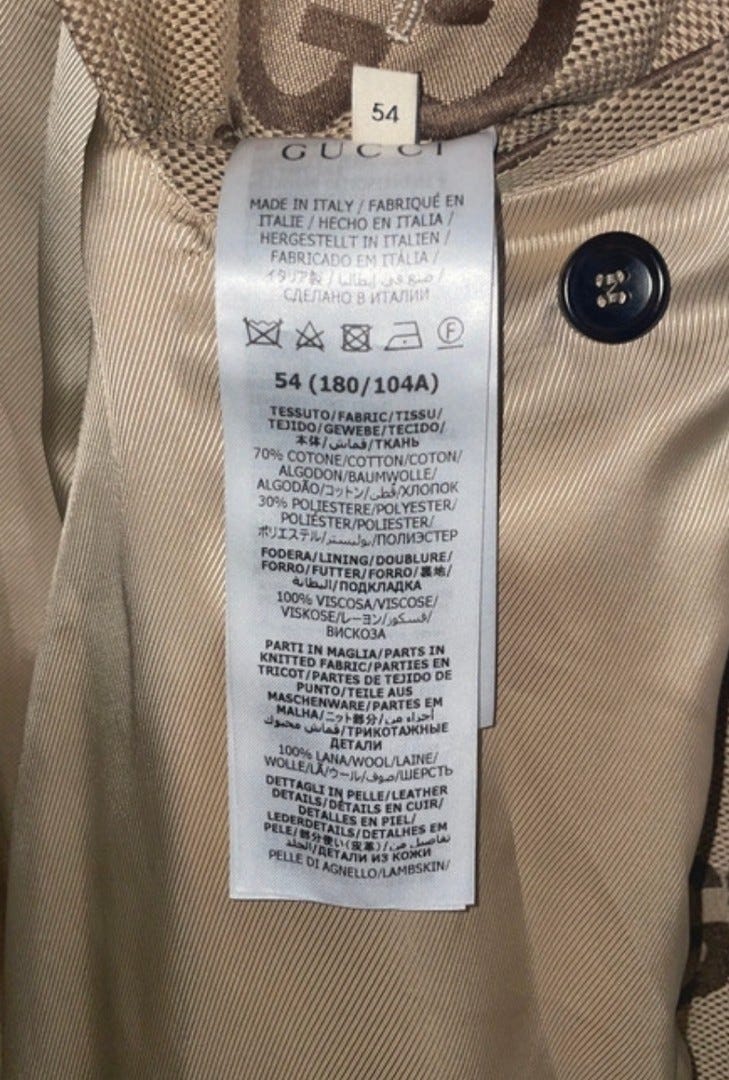 54
GUCCI
MADE IN ITALY / FABRIQUÉ EN
ITALIE / HECHO EN ITALIA /
HERGESTELLT IN ITALIEN /
FABRICADO EM ITÁLIA /
イタリア製 / صنع في إيطاليا /
СДЕЛАНО В ИТАЛИИ
F
54 (180/104A)
TESSUTO/FABRIC/TISSU/
TEJIDO/GEWEBE/TECIDO/
本体/قماش/ТКАНЬ
70% COTONE/COTTON/COTON/
ALGODON/BAUMWOLLE/
ALGODÃO/コットン/قطن/ХЛОПОК
30% POLIESTERE/POLYESTER/
POLIÉSTER/POLIESTER/
ポリエステル/بوليستر/ПОЛИЭСТЕР
FODERA/LINING/DOUBLURE/
FORRO/FUTTER/FORRO/裏地/
البطانة/ПОДКЛАДКА
100% VISCOSA/VISCOSE/
VISKOSE/レーヨン/فسكوز/
ВИСКОЗА
PARTI IN MAGLIA/PARTS IN
KNITTED FABRIC/PARTIES EN
TRICOT/PARTES DE TEJIDO DE
PUNTO/TEILE AUS
MASCHENWARE/PARTES EM
MALHA/ニット部分/أجزاء من
قماش محبوك/ТРИКОТАЖНЫЕ
ДЕТАЛИ
100% LANA/WOOL/LAINE/
WOLLE/LÃ/ウール/صوف/ШЕРСТЬ
DETTAGLI IN PELLE/LEATHER
DETAILS/DÉTAILS EN CUIR/
DETALLES EN PIEL/
LEDERDETAILS/DETALHES EM
PELE/部分使い(皮革)/تفاصيل من
الجلد/ДЕТАЛИ ИЗ КОЖИ
PELLE DI AGNELLO/LAMBSKIN/